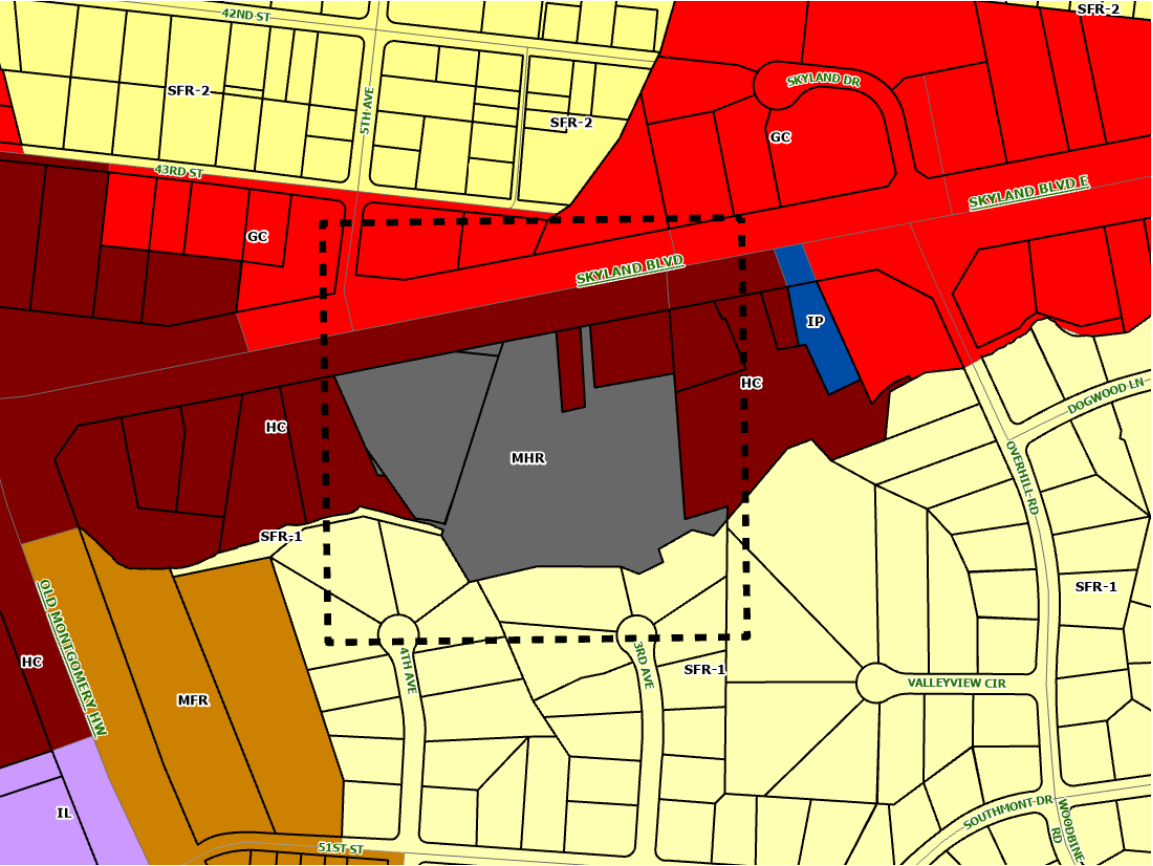 42ND ST
SFR-2
SFR-2
5TH AVE
SFR-2
SKYLAND DR
GC
43RD ST
SKYLAND BLVD E
GC
SKYLAND BLVD
IP
HC
DOGWOOD LN
HC
MHR
OVERHILL RD
SFR-1
SFR-1
OLD MONTGOMERY HW
HC
4TH AVE
3RD AVE
SFR-1
VALLEYVIEW CIR
MFR
IL
SOUTHMONT DR
WOODBINE
RD
51ST ST